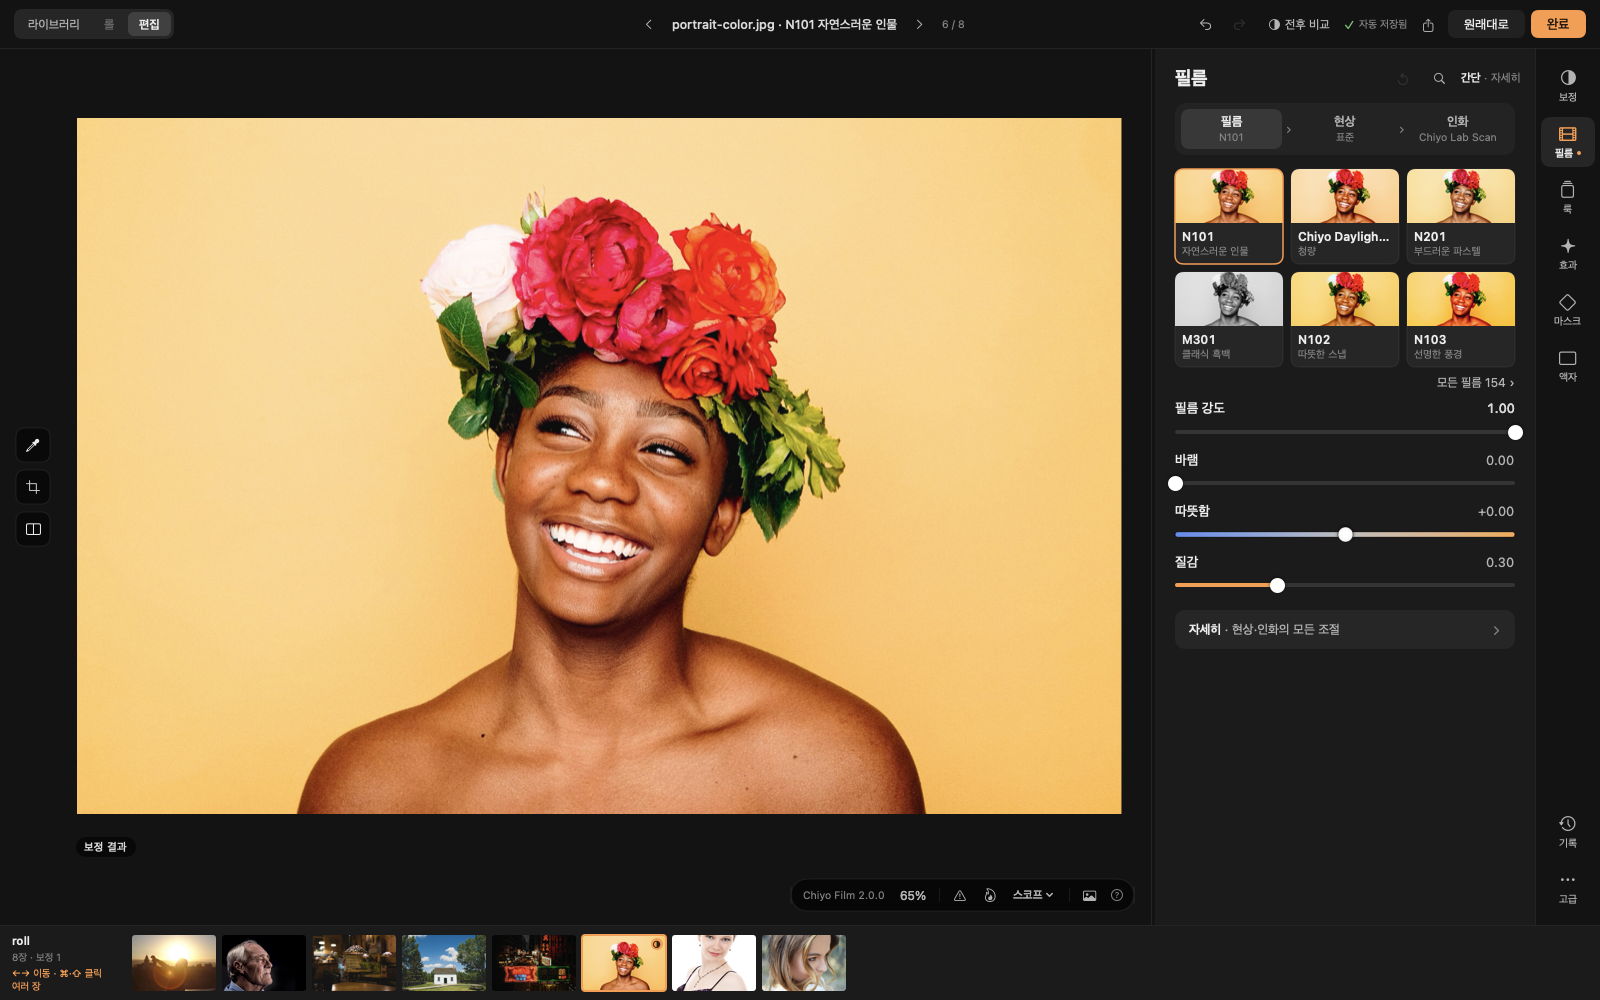 라이브러리 롤 편집
portrait-color.jpg · N101 자연스러운 인물
6 / 8
전후 비교
자동 저장됨
원래대로
완료
필름
간단 · 자세히
필름
N101
현상
표준
인화
Chiyo Lab Scan
N101
자연스러운 인물
Chiyo Dayligh...
청량
N201
부드러운 파스텔
M301
클래식 흑백
N102
따뜻한 스냅
N103
선명한 풍경
모든 필름 154 ›
필름 강도 1.00
바램 0.00
따뜻함 +0.00
질감 0.30
자세히 · 현상·인화의 모든 조절
보정
필름
룩
효과
마스크
액자
기록
고급
보정 결과
Chiyo Film 2.0.0 65% 스코프
roll
8장 · 보정 1
←→ 이동 · ⌘·⇧ 클릭
여러 장